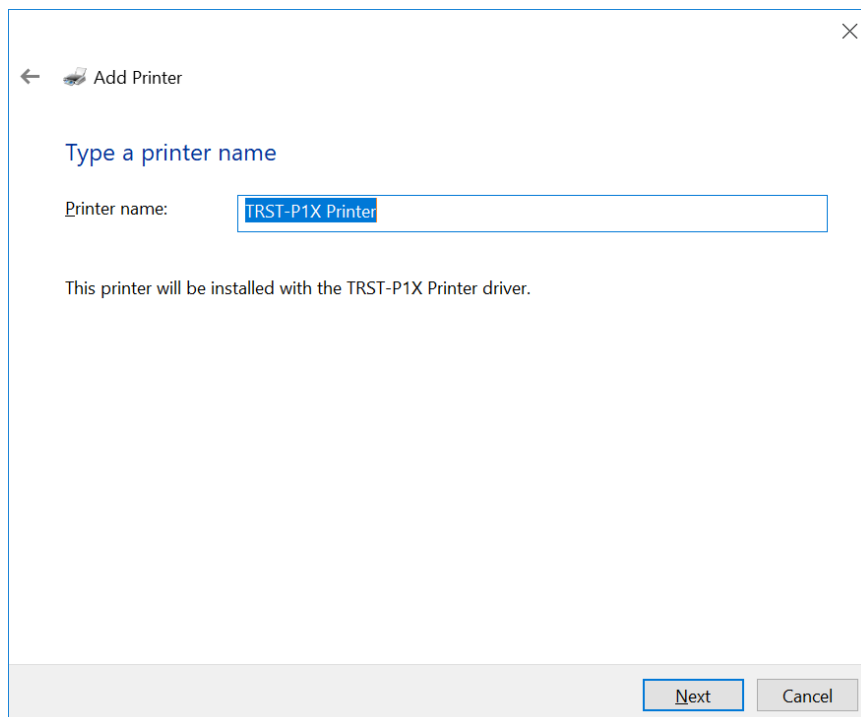 Add Printer
Type a printer name
Printer name: TRST-P1X Printer
This printer will be installed with the TRST-P1X Printer driver.
Next Cancel